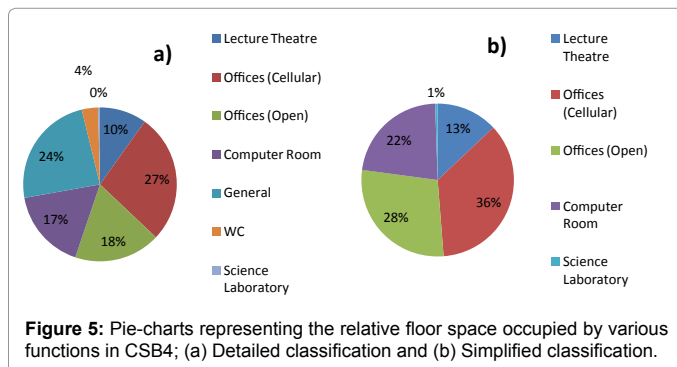 a)
4%
0%
10%
27%
18%
17%
24%
Lecture Theatre
Offices (Cellular)
Offices (Open)
Computer Room
General
WC
Science
Laboratory
b)
1%
13%
36%
28%
22%
Lecture
Theatre
Offices
(Cellular)
Offices (Open)
Computer
Room
Science
Laboratory
Figure 5: Pie-charts representing the relative floor space occupied by various
functions in CSB4; (a) Detailed classification and (b) Simplified classification.